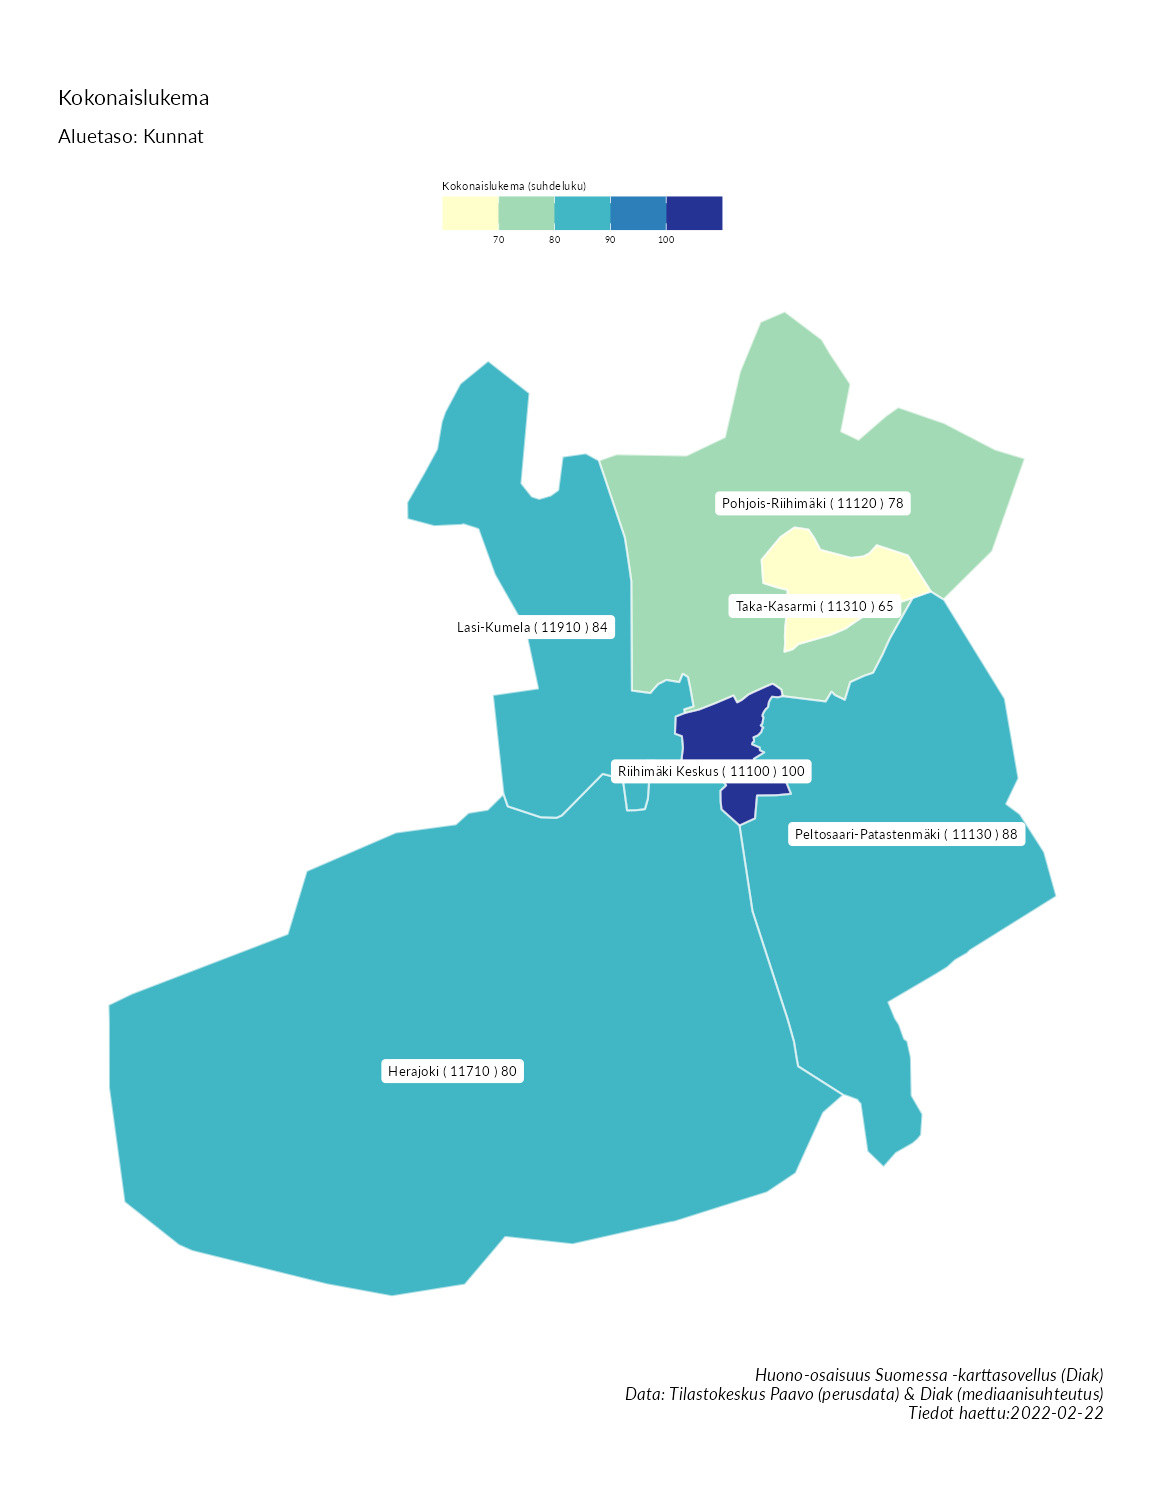 Kokonaislukema
Aluetaso: Kunnat
Kokonaislukema (suhdeluku)
70 80 90 100
Pohjois-Riihimäki ( 11120 ) 78
Taka-Kasarmi ( 11310 ) 65
Lasi-Kumela ( 11910 ) 84
Riihimäki Keskus ( 11100 ) 100
Peltosaari-Patastenmäki ( 11130 ) 88
Herajoki ( 11710 ) 80
Huono-osaisuus Suomessa -karttasovellus (Diak)
Data: Tilastokeskus Paavo (perusdata) & Diak (mediaanisuhteutus)
Tiedot haettu:2022-02-22